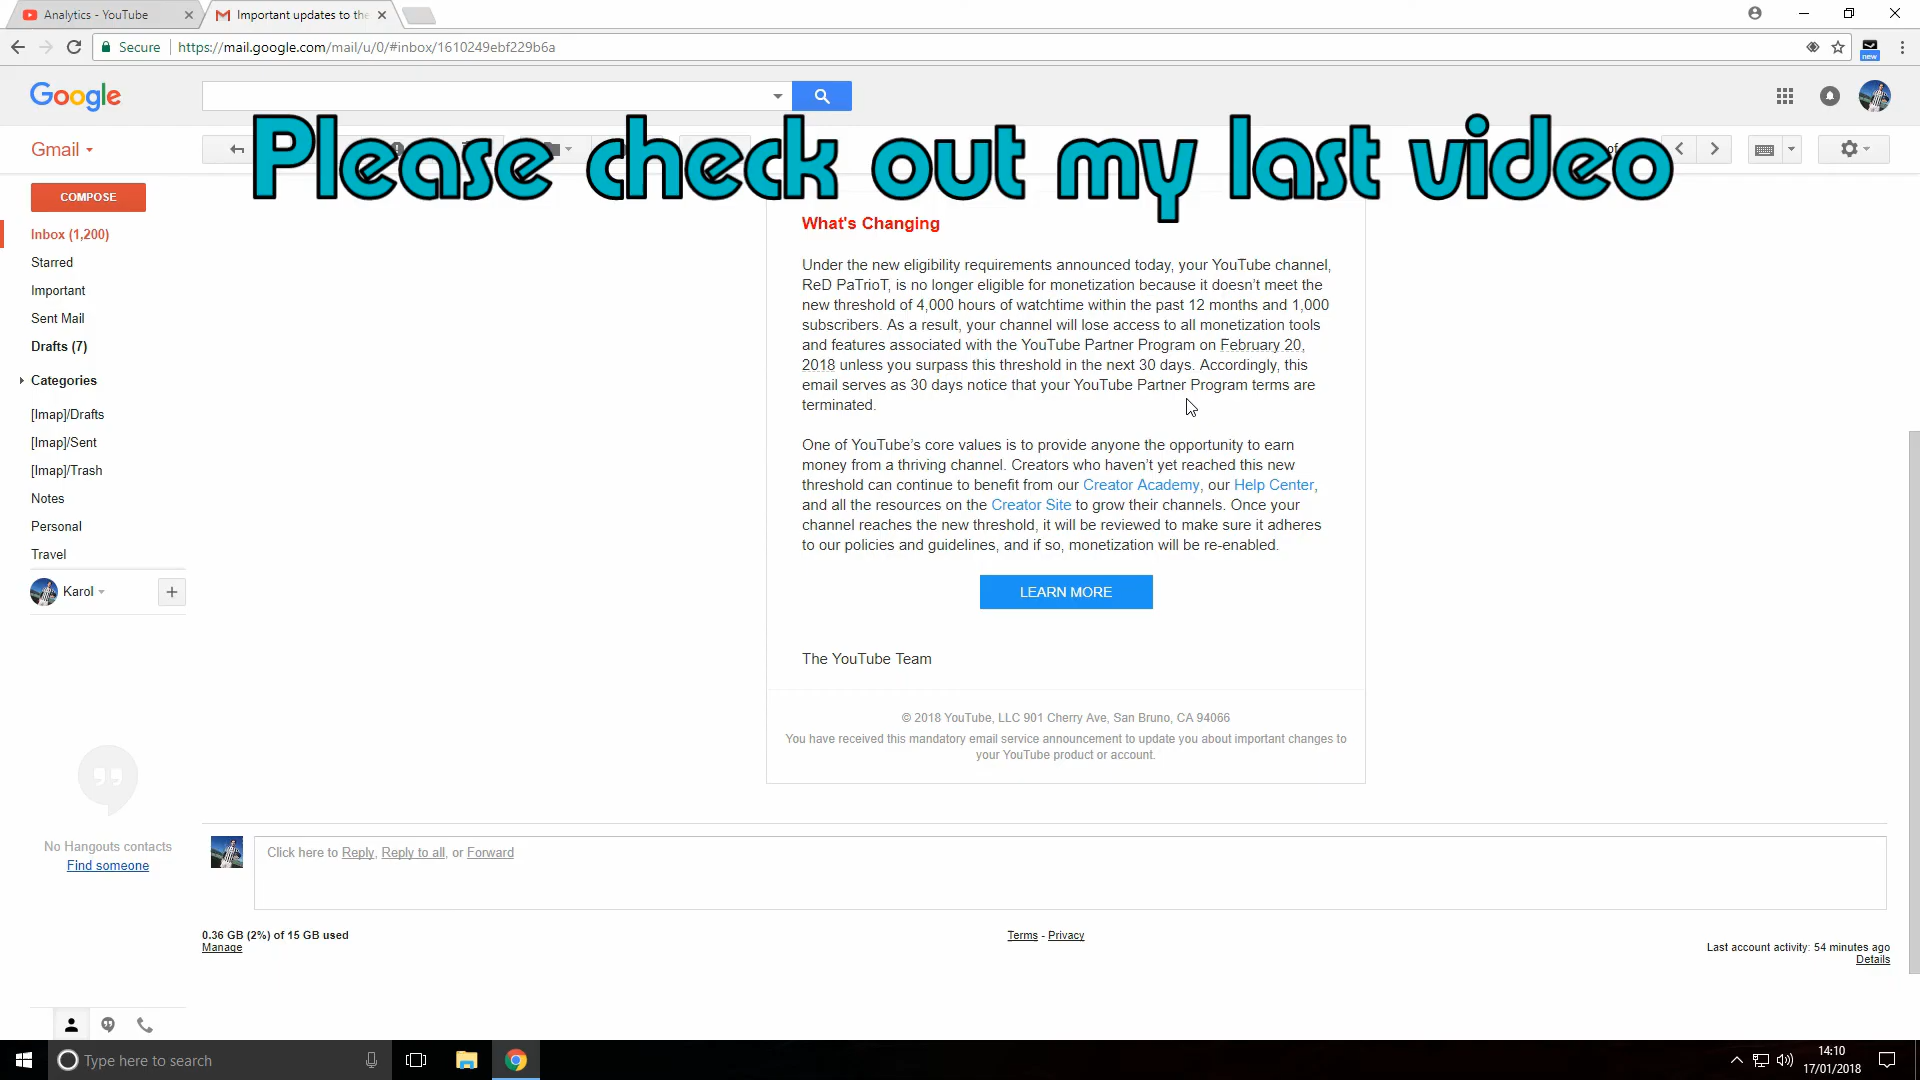 Analytics - YouTube
Important updates to the
Secure
https://mail.google.com/mail/u/0/#inbox/1610249ebf229b6a
new
Google
Please check out my last video
Gmail
of
COMPOSE
Inbox (1,200)
Starred
Important
Sent Mail
Drafts (7)
Categories
[Imap]/Drafts
[Imap]/Sent
[Imap]/Trash
Notes
Personal
Travel
Karol
No Hangouts contacts
Find someone
What's Changing
Under the new eligibility requirements announced today, your YouTube channel,
ReD PaTrioT, is no longer eligible for monetization because it doesn’t meet the
new threshold of 4,000 hours of watchtime within the past 12 months and 1,000
subscribers. As a result, your channel will lose access to all monetization tools
and features associated with the YouTube Partner Program on February 20,
2018 unless you surpass this threshold in the next 30 days. Accordingly, this
email serves as 30 days notice that your YouTube Partner Program terms are
terminated.
One of YouTube’s core values is to provide anyone the opportunity to earn
money from a thriving channel. Creators who haven’t yet reached this new
threshold can continue to benefit from our Creator Academy, our Help Center,
and all the resources on the Creator Site to grow their channels. Once your
channel reaches the new threshold, it will be reviewed to make sure it adheres
to our policies and guidelines, and if so, monetization will be re-enabled.
LEARN MORE
The YouTube Team
© 2018 YouTube, LLC 901 Cherry Ave, San Bruno, CA 94066
You have received this mandatory email service announcement to update you about important changes to
your YouTube product or account.
Click here to Reply, Reply to all, or Forward
0.36 GB (2%) of 15 GB used
Manage
Terms - Privacy
Last account activity: 54 minutes ago
Details
Type here to search
14:10
17/01/2018